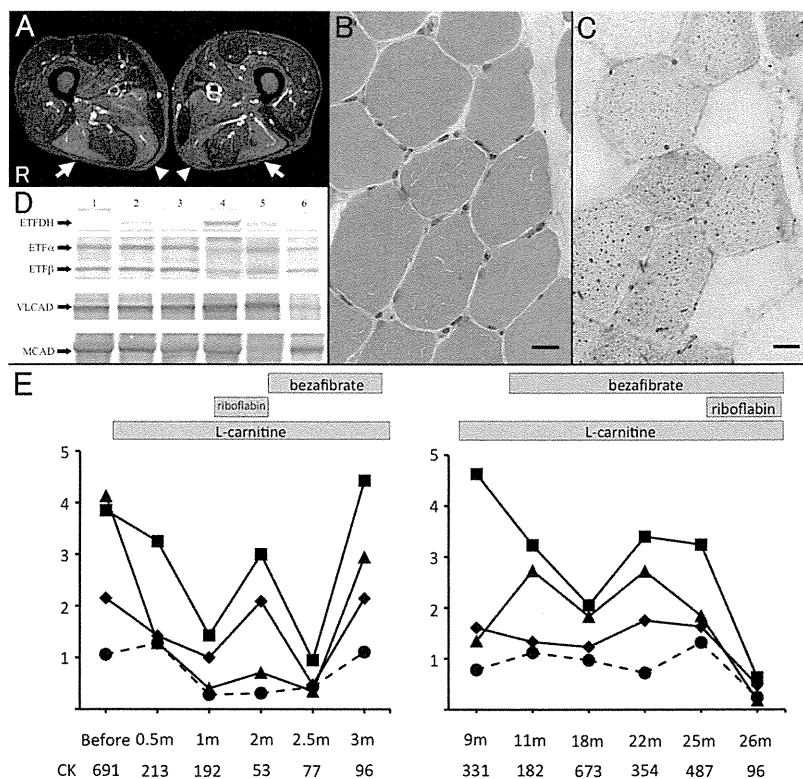 A
B
C
R
D
1 2 3 4 5 6
ETFDH
ETFα
ETFβ
VLCAD
MCAD
E
bezafibrate
riboflabin
L-carnitine
bezafibrate
riboflabin
L-carnitine
5
4
3
2
1
5
4
3
2
1
Before 0.5m 1m 2m 2.5m 3m
9m 11m 18m 22m 25m 26m
CK 691 213 192 53 77 96
331 182 673 354 487 96